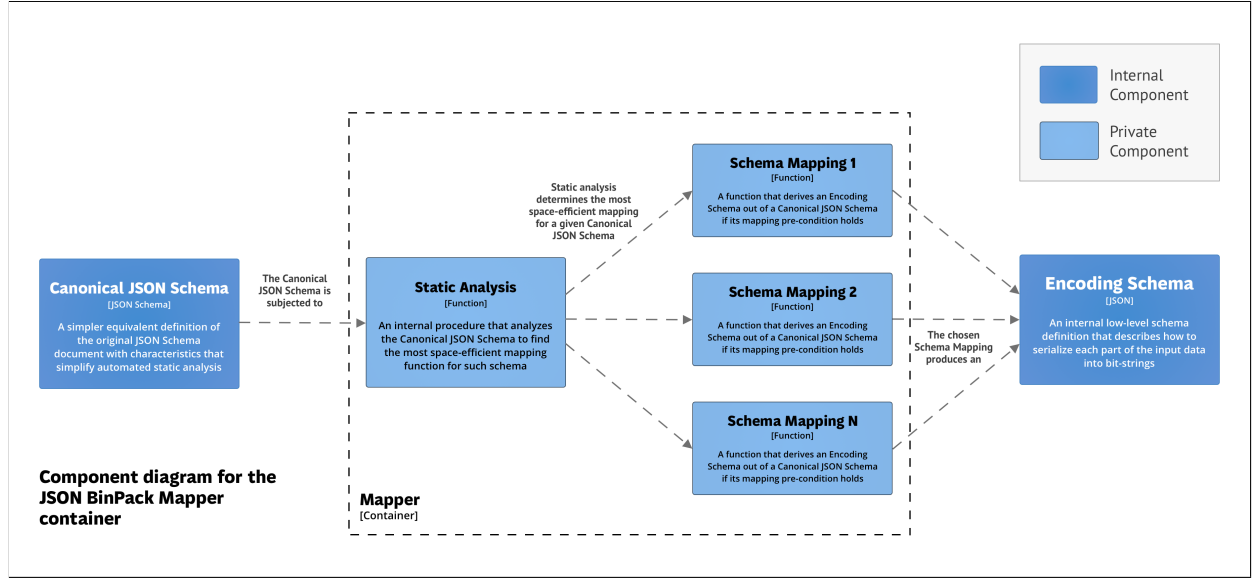 Internal
Component
Private
Component
Schema Mapping 1
[Function]
A function that derives an Encoding
Schema out of a Canonical JSON Schema
if its mapping pre-condition holds
Static analysis
determines the most
space-efficient mapping
for a given Canonical
JSON Schema
Canonical JSON Schema
[JSON Schema]
A simpler equivalent definition of
the original JSON Schema
document with characteristics that
simplify automated static analysis
The Canonical
JSON Schema is
subjected to
Static Analysis
[Function]
An internal procedure that analyzes
the Canonical JSON Schema to find
the most space-efficient mapping
function for such schema
Schema Mapping 2
[Function]
A function that derives an Encoding
Schema out of a Canonical JSON Schema
if its mapping pre-condition holds
The chosen
Schema Mapping
produces an
Encoding Schema
[JSON]
An internal low-level schema
definition that describes how to
serialize each part of the input data
into bit-strings
Schema Mapping N
[Function]
A function that derives an Encoding
Schema out of a Canonical JSON Schema
if its mapping pre-condition holds
Component diagram for the
JSON BinPack Mapper
container
Mapper
[Container]